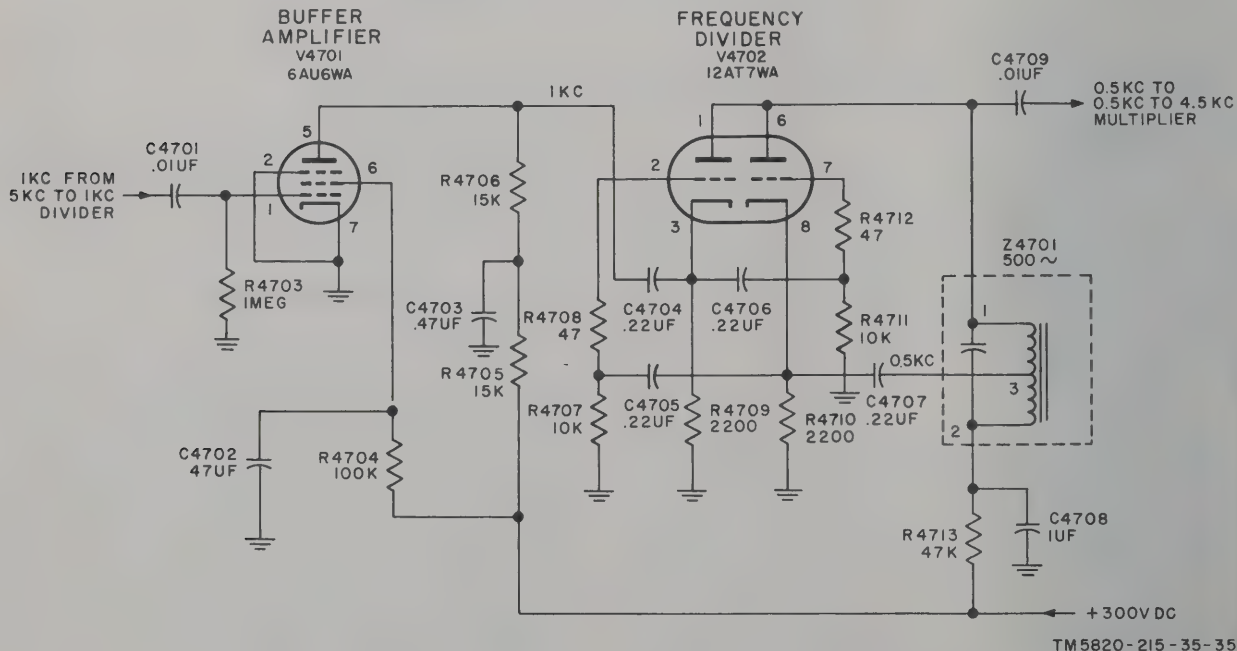 BUFFER
AMPLIFIER
V4701
6AU6WA
FREQUENCY
DIVIDER
V4702
12AT7WA
C4709
.01UF
0.5KC TO
0.5KC TO 4.5KC
MULTIPLIER
1KC
5
1
6
C4701
.01UF
2
6
2
7
1KC FROM
5KC TO 1KC
DIVIDER
1
7
R4706
15K
3
8
R4712
47
Z4701
500~
R4703
1MEG
C4703
.47UF
R4708
47
C4704
.22UF
C4706
.22UF
R4711
10K
1
R4705
15K
0.5KC
3
R4707
10K
C4705
.22UF
R4709
2200
R4710
2200
C4707
.22UF
2
C4702
47UF
R4704
100K
R4713
47K
C4708
1UF
+300V DC
TM5820-215-35-35